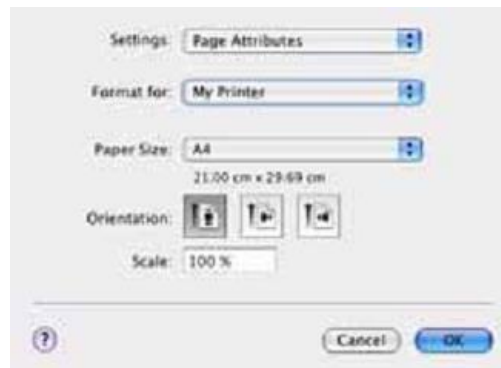 Settings: Page Attributes
Format for: My Printer
Paper Size: A4
21.00 cm x 29.69 cm
Orientation:
Scale: 100 %
? Cancel OK